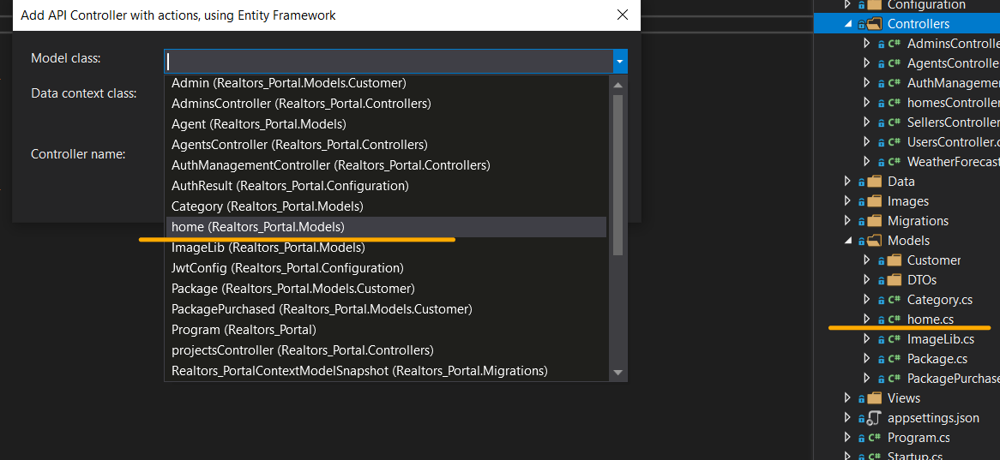 Add API Controller with actions, using Entity Framework
Model class:
Data context class:
Controller name:
Admin (Realtors_Portal.Models.Customer)
AdminsController (Realtors_Portal.Controllers)
Agent (Realtors_Portal.Models)
AgentsController (Realtors_Portal.Controllers)
AuthManagementController (Realtors_Portal.Controllers)
AuthResult (Realtors_Portal.Configuration)
Category (Realtors_Portal.Models)
home (Realtors_Portal.Models)
ImageLib (Realtors_Portal.Models)
JwtConfig (Realtors_Portal.Configuration)
Package (Realtors_Portal.Models.Customer)
PackagePurchased (Realtors_Portal.Models.Customer)
Program (Realtors_Portal)
projectsController (Realtors_Portal.Controllers)
Realtors_PortalContextModelSnapshot (Realtors_Portal.Migrations)
Configuration
Controllers
C# AdminsControlle
C# AgentsControlle
C# AuthManagemen
C# homesController
C# SellersController
C# UsersController.c
C# WeatherForecast
Data
Images
Migrations
Models
Customer
DTOs
C# Category.cs
C# home.cs
C# ImageLib.cs
C# Package.cs
C# PackagePurchase
Views
appsettings.json
C# Program.cs
C# Startup.cs